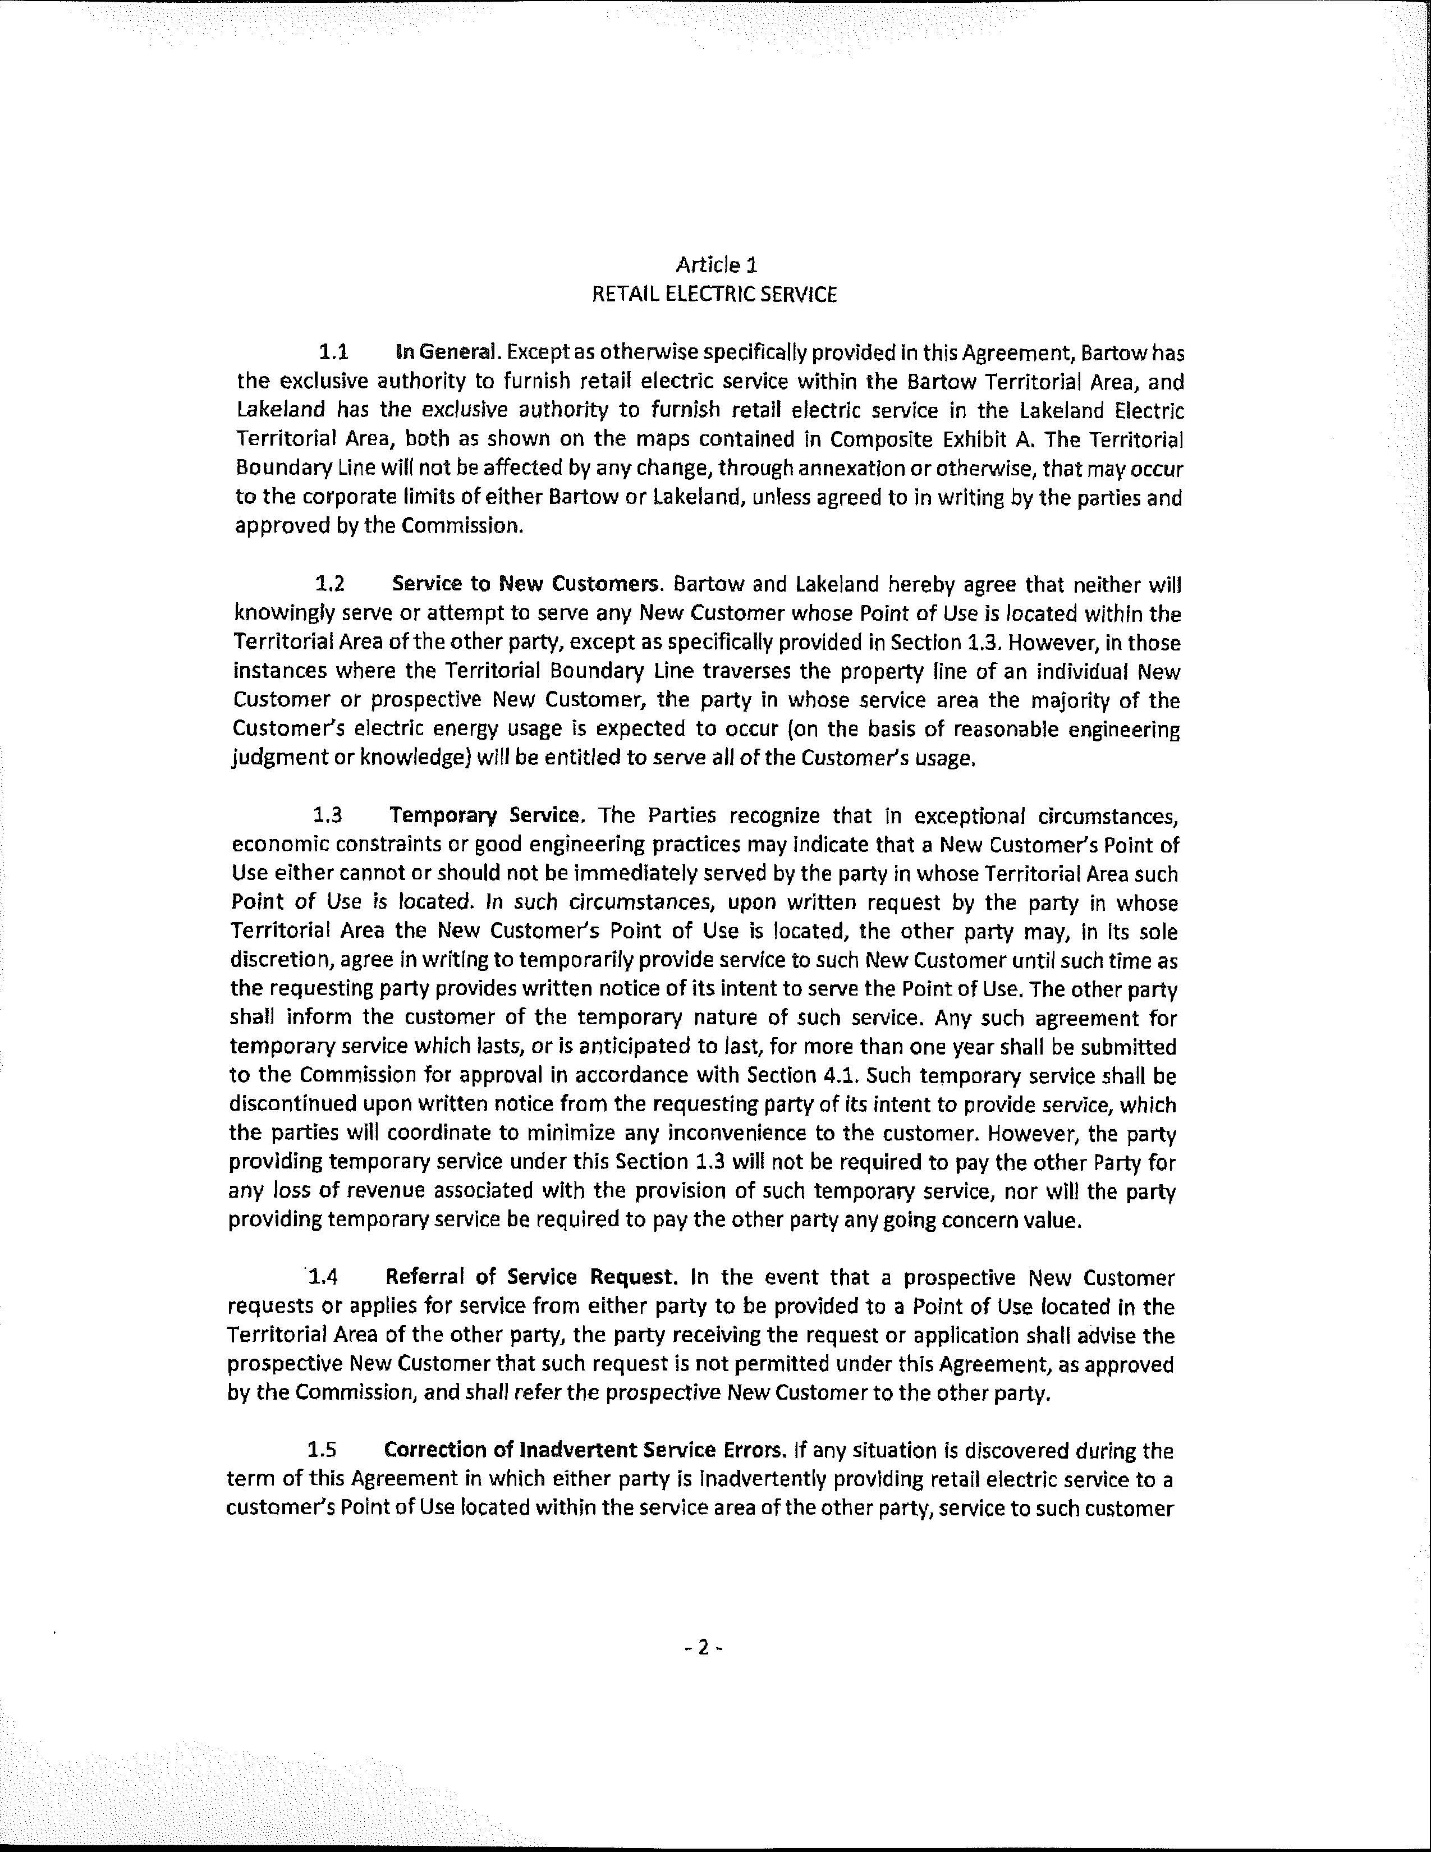 Article 1
RETAIL ELECTRIC SERVICE
1.1 In General. Except as otherwise specifically provided in this Agreement, Bartow has
the exclusive authority to furnish retail electric service within the Bartow Territorial Area, and
Lakeland has the exclusive authority to furnish retail electric service in the Lakeland Electric
Territorial Area, both as shown on the maps contained in Composite Exhibit A. The Territorial
Boundary Line will not be affected by any change, through annexation or otherwise, that may occur
to the corporate limits of either Bartow or Lakeland, unless agreed to in writing by the parties and
approved by the Commission.
1.2 Service to New Customers. Bartow and Lakeland hereby agree that neither will
knowingly serve or attempt to serve any New Customer whose Point of Use is located within the
Territorial Area of the other party, except as specifically provided in Section 1.3. However, in those
instances where the Territorial Boundary Line traverses the property line of an individual New
Customer or prospective New Customer, the party in whose service area the majority of the
Customer's electric energy usage is expected to occur (on the basis of reasonable engineering
judgment or knowledge) will be entitled to serve all of the Customer's usage.
1.3 Temporary Service. The Parties recognize that in exceptional circumstances,
economic constraints or good engineering practices may indicate that a New Customer's Point of
Use either cannot or should not be immediately served by the party in whose Territorial Area such
Point of Use is located. In such circumstances, upon written request by the party in whose
Territorial Area the New Customer's Point of Use is located, the other party may, in its sole
discretion, agree in writing to temporarily provide service to such New Customer until such time as
the requesting party provides written notice of its intent to serve the Point of Use. The other party
shall inform the customer of the temporary nature of such service. Any such agreement for
temporary service which lasts, or is anticipated to last, for more than one year shall be submitted
to the Commission for approval in accordance with Section 4.1. Such temporary service shall be
discontinued upon written notice from the requesting party of its intent to provide service, which
the parties will coordinate to minimize any inconvenience to the customer. However, the party
providing temporary service under this Section 1.3 will not be required to pay the other Party for
any loss of revenue associated with the provision of such temporary service, nor will the party
providing temporary service be required to pay the other party any going concern value.
1.4 Referral of Service Request. In the event that a prospective New Customer
requests or applies for service from either party to be provided to a Point of Use located in the
Territorial Area of the other party, the party receiving the request or application shall advise the
prospective New Customer that such request is not permitted under this Agreement, as approved
by the Commission, and shall refer the prospective New Customer to the other party.
1.5 Correction of Inadvertent Service Errors. If any situation is discovered during the
term of this Agreement in which either party is inadvertently providing retail electric service to a
customer's Point of Use located within the service area of the other party, service to such customer
- 2 -